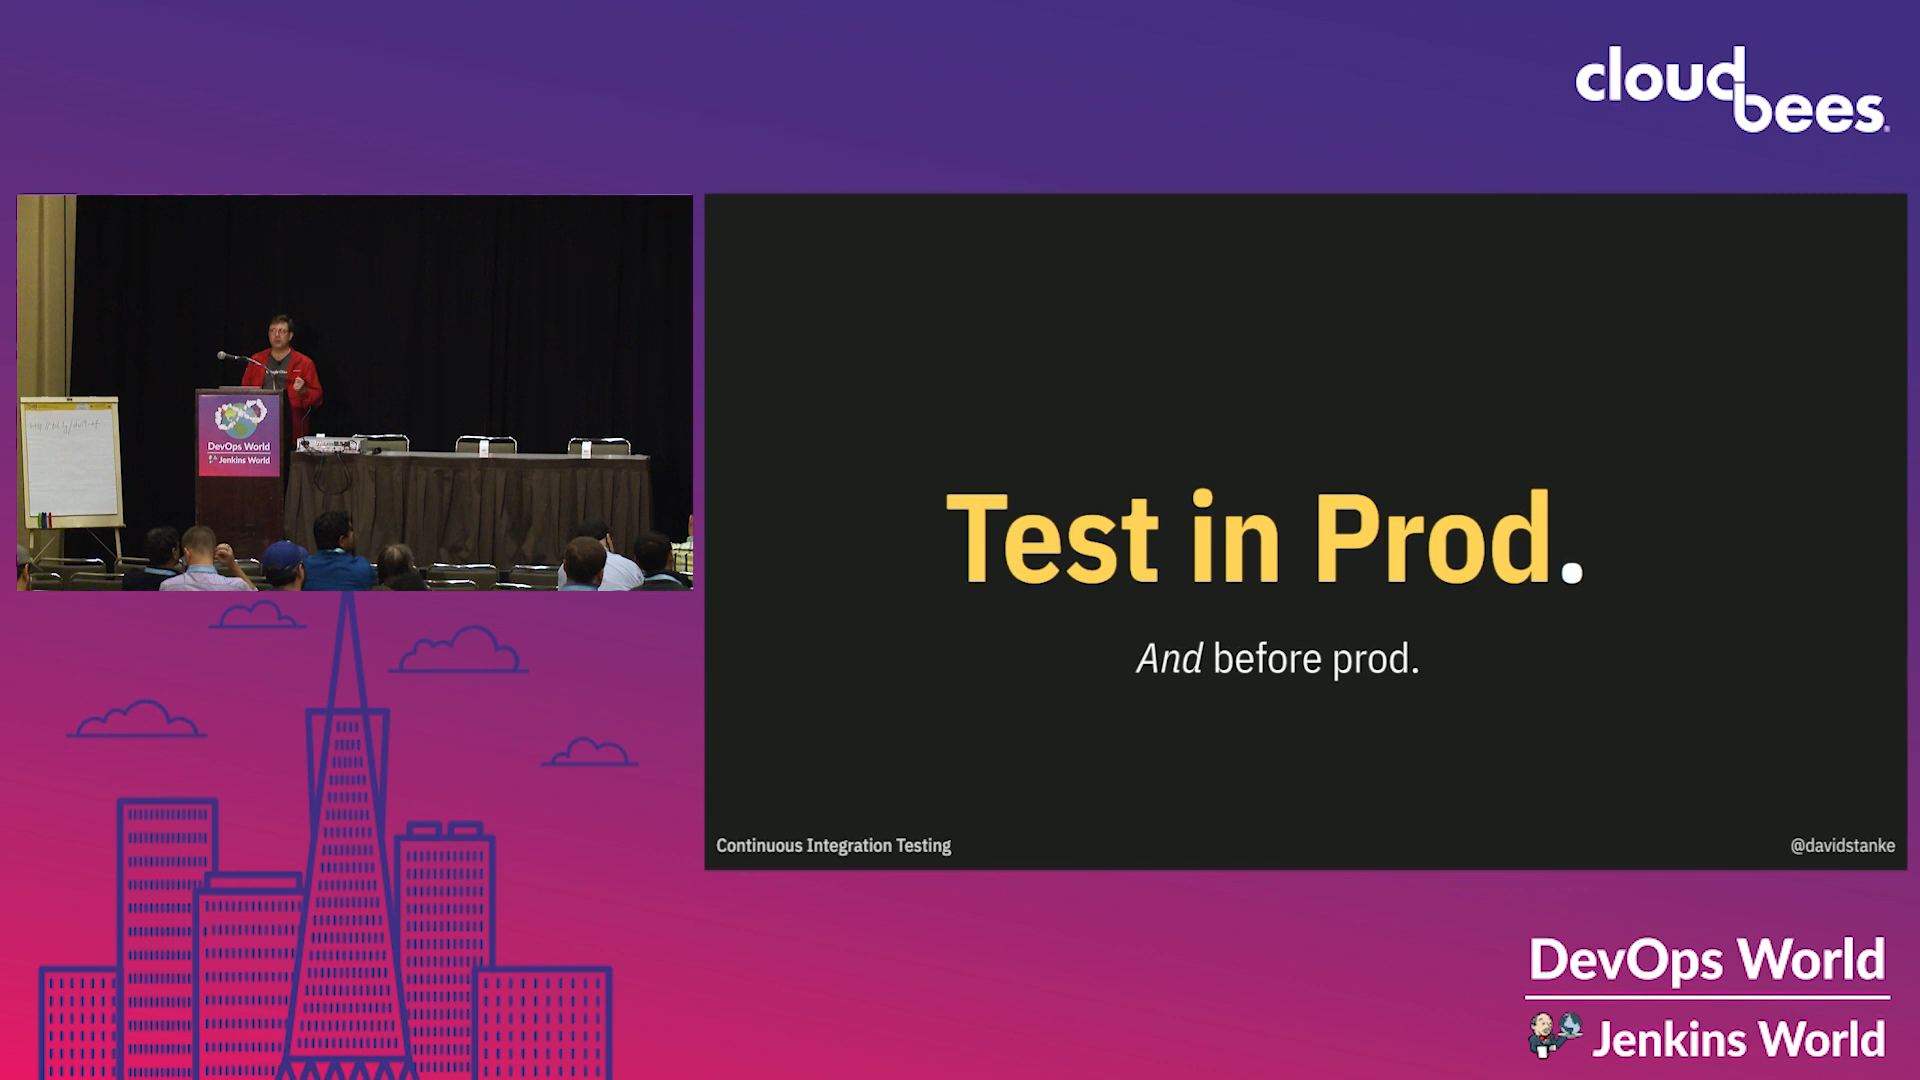 cloudbees.
DevOps World
Jenkins World
Test in Prod.
And before prod.
Continuous Integration Testing
@davidstanke
DevOps World
Jenkins World